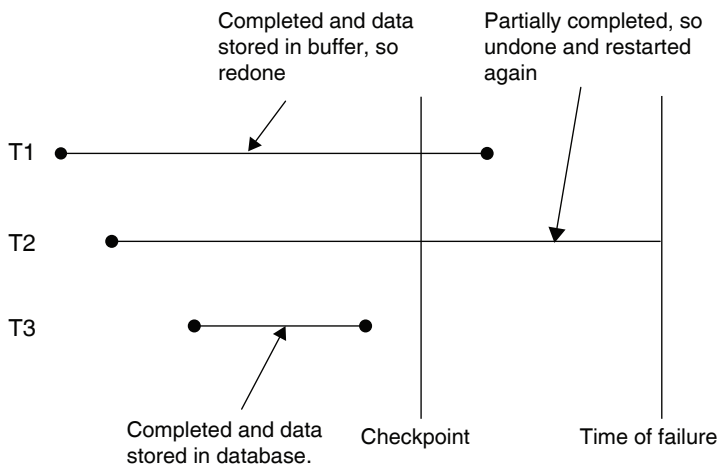 Completed and data
stored in buffer, so
redone
Partially completed, so
undone and restarted
again
T1
T2
T3
Completed and data
stored in database.
Checkpoint
Time of failure